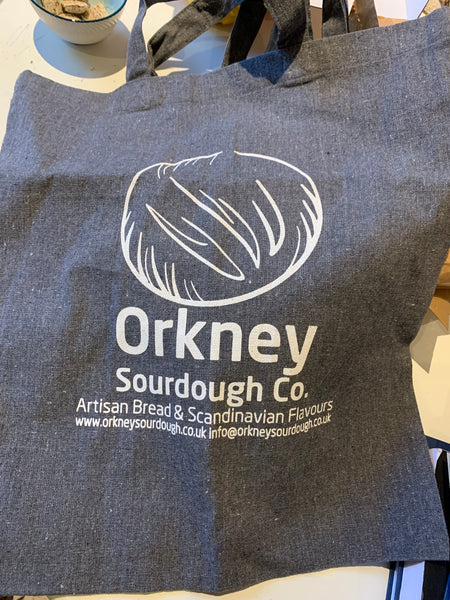 Orkney
Sourdough Co.
Artisan Bread & Scandinavian Flavours
www.orkneysourdough.co.uk info@orkneysourdough.co.uk